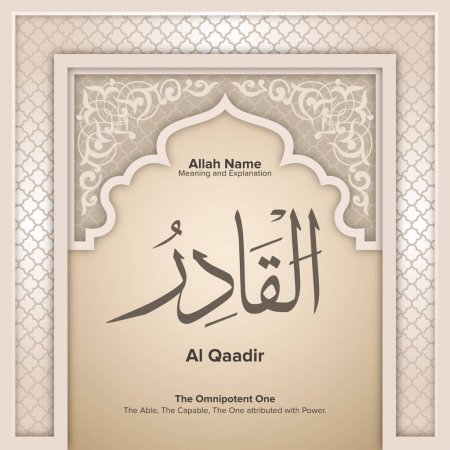 Allah Name
Meaning and Explanation
الْقَادِرُ
Al Qaadir
The Omnipotent One
The Able, The Capable, The One attributed with Power.